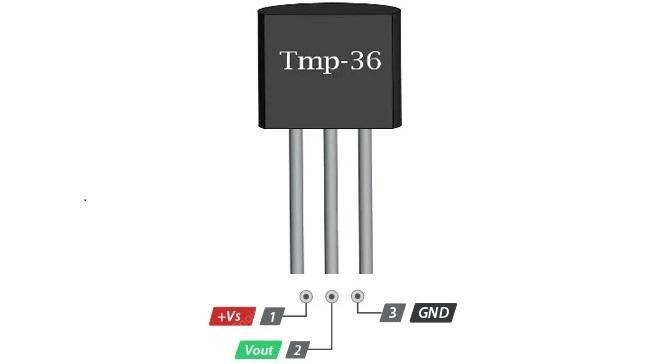 Tmp-36
+Vs 1 3 GND
Vout 2